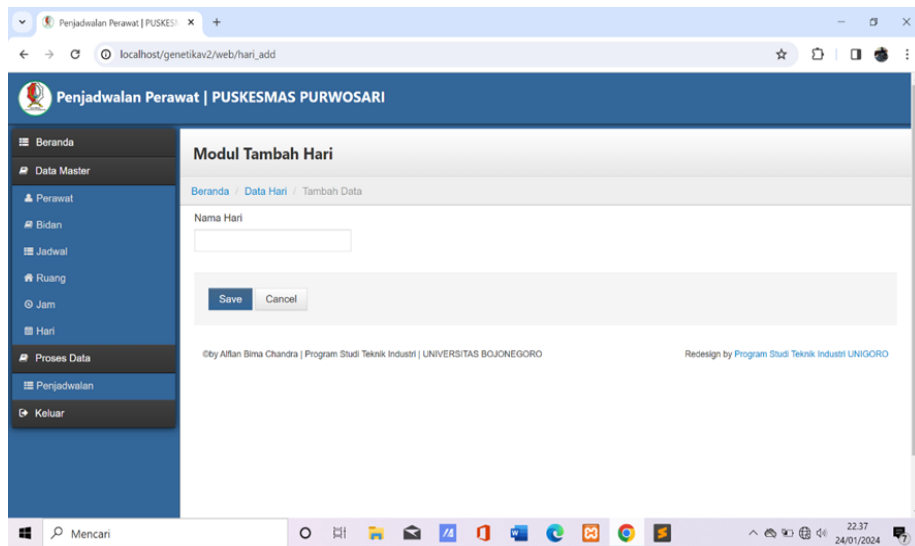 Penjadwalan Perawat | PUSKES
localhost/genetikav2/web/hari_add
Penjadwalan Perawat | PUSKESMAS PURWOSARI
Beranda
Data Master
Perawat
Bidan
Jadwal
Ruang
Jam
Hari
Proses Data
Penjadwalan
Keluar
Modul Tambah Hari
Beranda / Data Hari / Tambah Data
Nama Hari
Save Cancel
©by Alfian Bima Chandra | Program Studi Teknik Industri | UNIVERSITAS BOJONEGORO
Redesign by Program Studi Teknik Industri UNIGORO
Mencari
22.37
24/01/2024